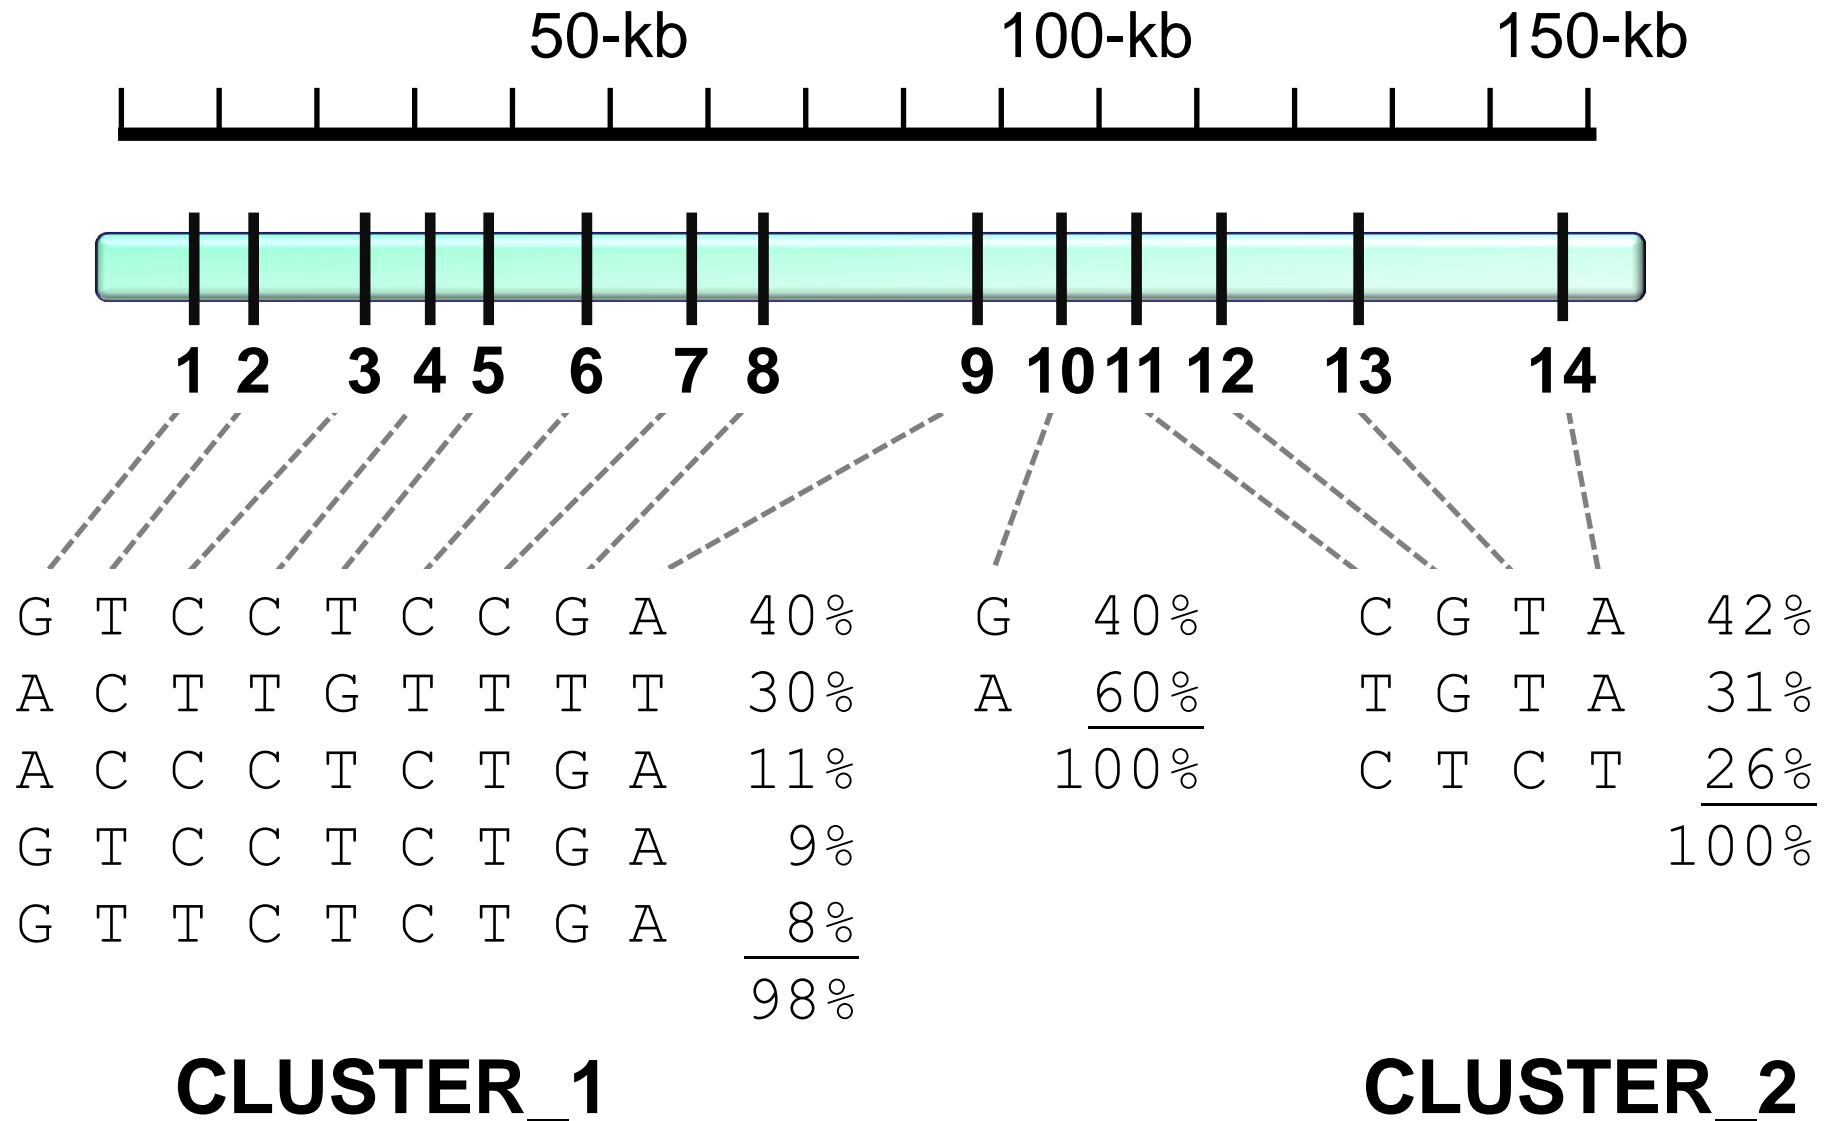 50-kb 100-kb 150-kb
1 2 3 4 5 6 7 8 9 10 11 12 13 14
G T C C T C C G A 40% G 40% C G T A 42%
A C T T G T T T T 30% A 60% T G T A 31%
A C C C T C T G A 11% 100% C T C T 26%
G T C C T C T G A 9% 100%
G T T C T C T G A 8%
98%
CLUSTER_1 CLUSTER_2